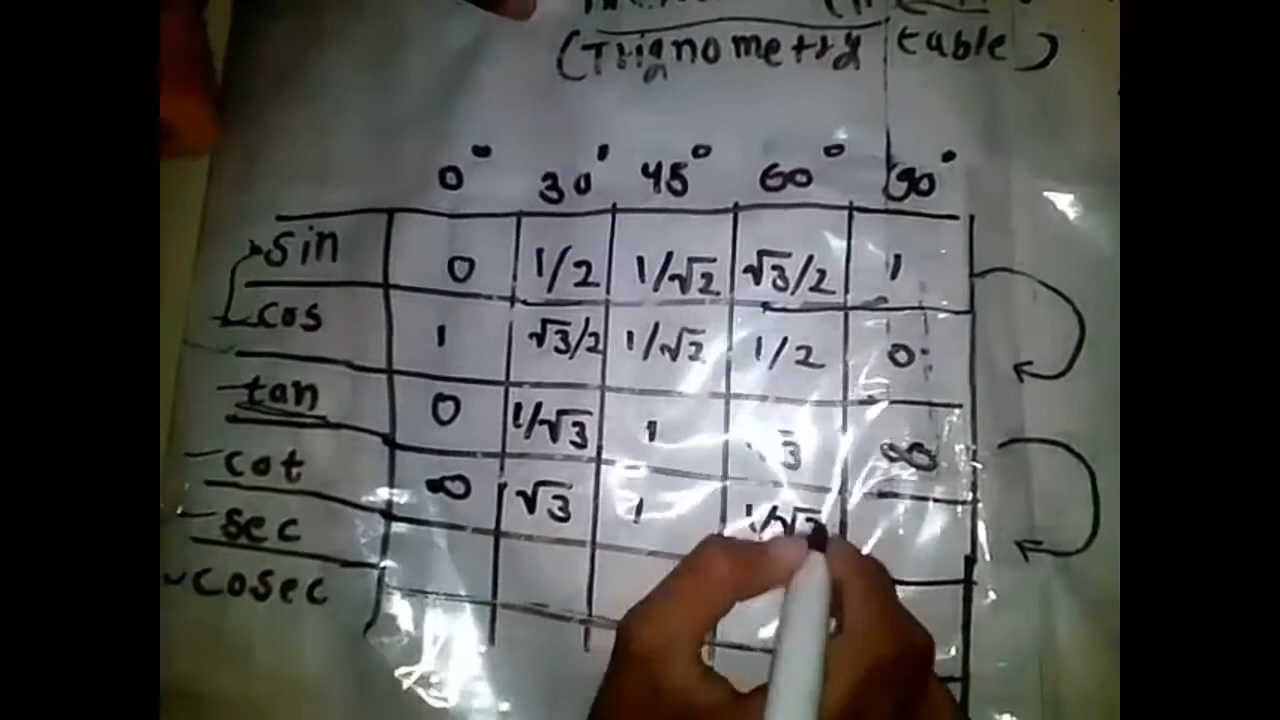 (Trignometry table)
0° 30° 45° 60° 90°
sin 0 1/2 1/√2 √3/2 1
cos 1 √3/2 1/√2 1/2 0
tan 0 1/√3 1 √3 ∞
cot ∞ √3 1 1/√3
sec
cosec